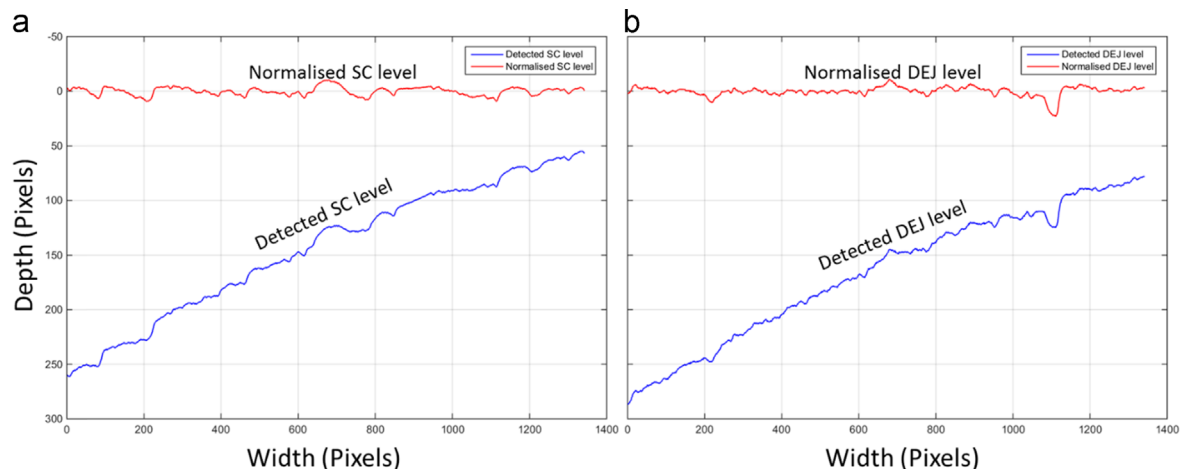 a
-50
0
50
100
150
200
250
300
0
200
400
600
800
1000
1200
1400
Depth (Pixels)
Width (Pixels)
Detected SC level
Normalised SC level
Normalised SC level
Detected SC level
b
Detected DEJ level
Normalised DEJ level
Normalised DEJ level
Detected DEJ level
0
200
400
600
800
1000
1200
1400
Width (Pixels)